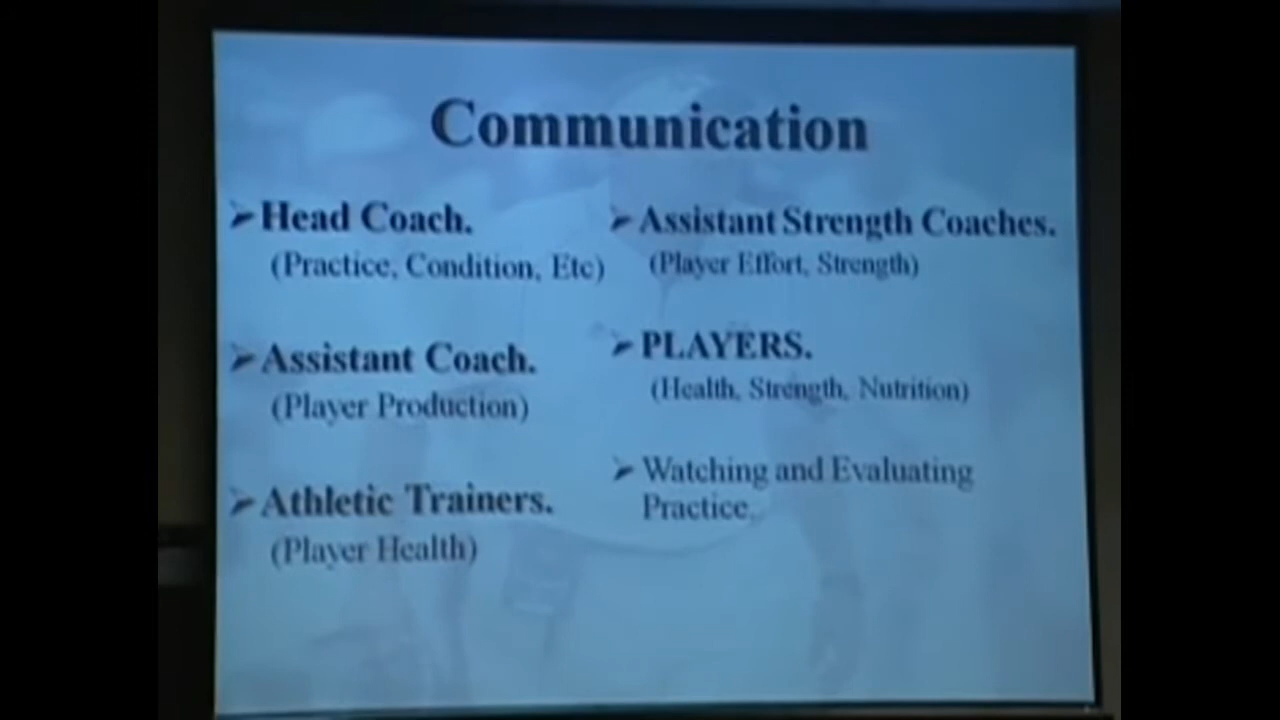 Communication
➢Head Coach.
(Practice, Condition, Etc)
➢Assistant Coach.
(Player Production)
➢Athletic Trainers.
(Player Health)
➢Assistant Strength Coaches.
(Player Effort, Strength)
➢PLAYERS.
(Health, Strength, Nutrition)
➢Watching and Evaluating
Practice.